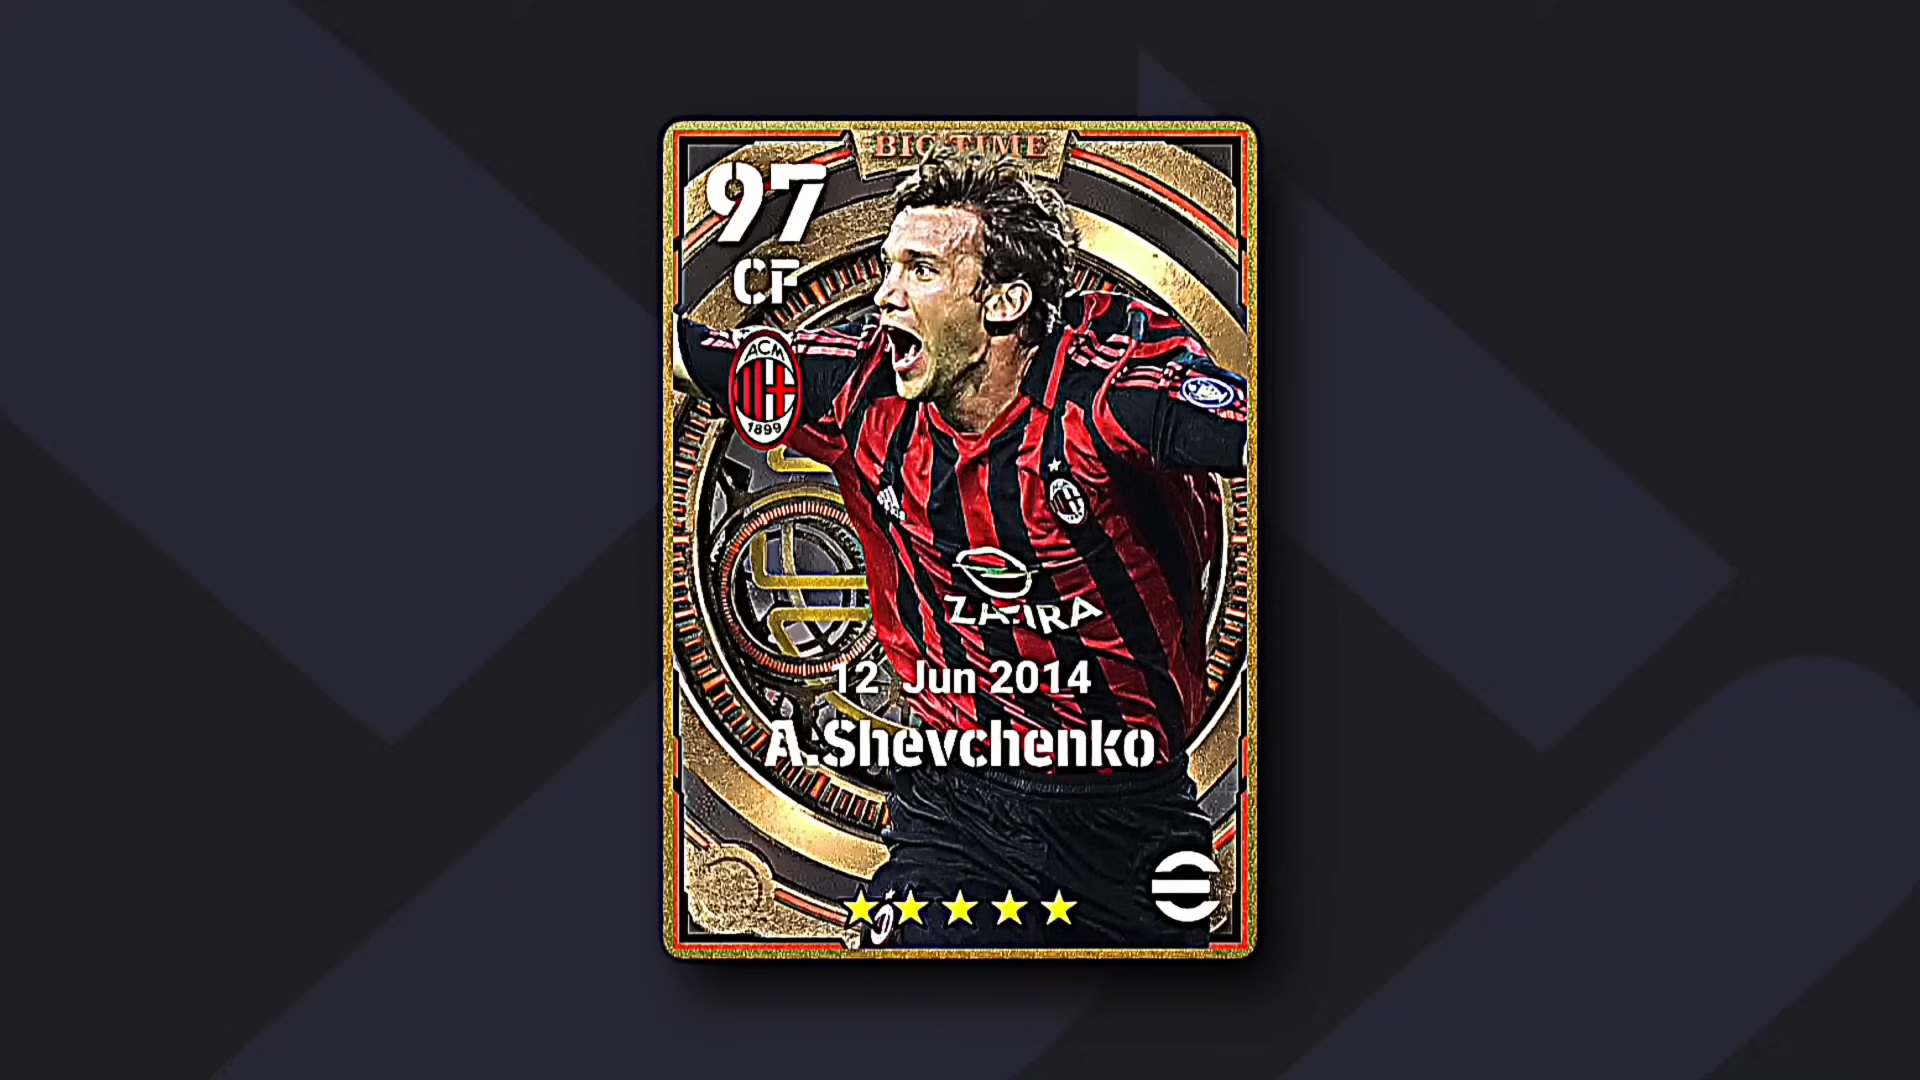 BIG TIME
97
CF
ACM
1899
ZAFIRA
12 Jun 2014
A.Shevchenko